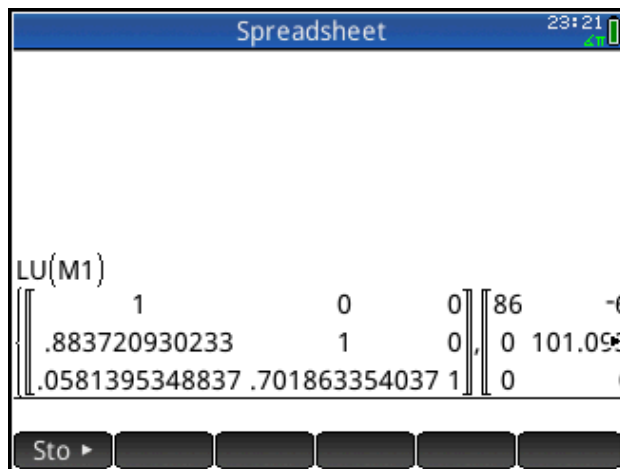 Spreadsheet 23:21
∡π
LU(M1)
1 0 0 86
.883720930233 1 0 , 0 101.09
.0581395348837 .701863354037 1 0
Sto ▸